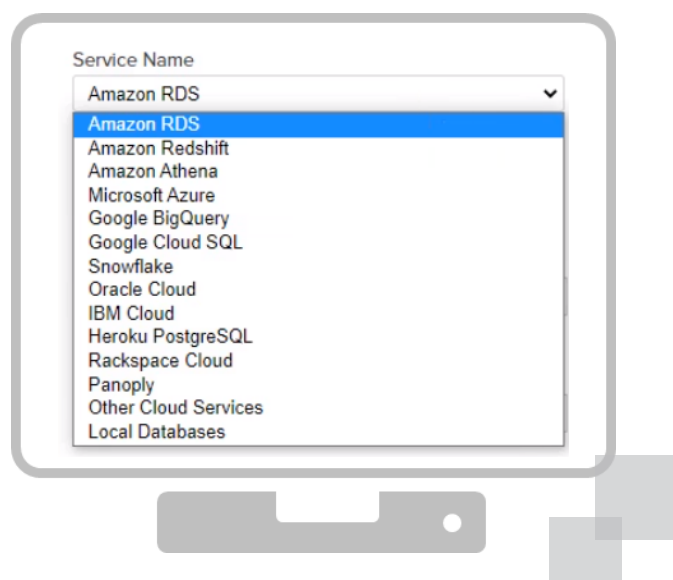 Service Name
Amazon RDS
Amazon RDS
Amazon Redshift
Amazon Athena
Microsoft Azure
Google BigQuery
Google Cloud SQL
Snowflake
Oracle Cloud
IBM Cloud
Heroku PostgreSQL
Rackspace Cloud
Panoply
Other Cloud Services
Local Databases